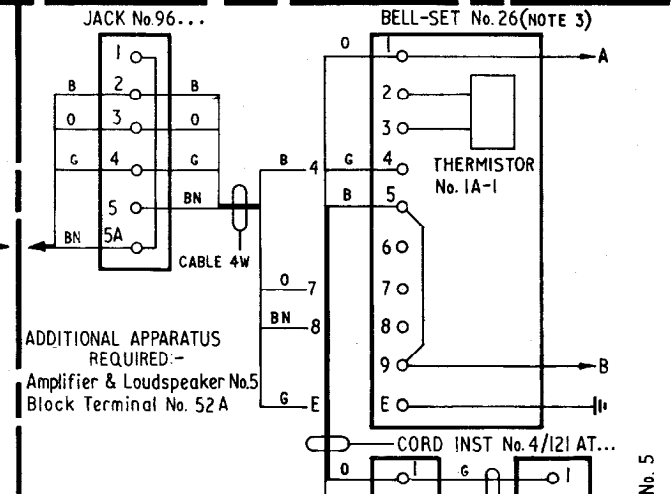 JACK No.96...
BELL-SET No.26(NOTE 3)
1
2
3
4
5
5A
B
O
G
BN
B
O
G
BN
CABLE 4W
B 4
O 7
BN 8
G E
O
G
B
1
2
3
4
5
6
7
8
9
E
A
B
THERMISTOR
No. 1A-1
ADDITIONAL APPARATUS
REQUIRED:-
Amplifier & Loudspeaker No.5
Block Terminal No. 52A
CORD INST No.4/121 AT...
O 1 G 1
No. 5